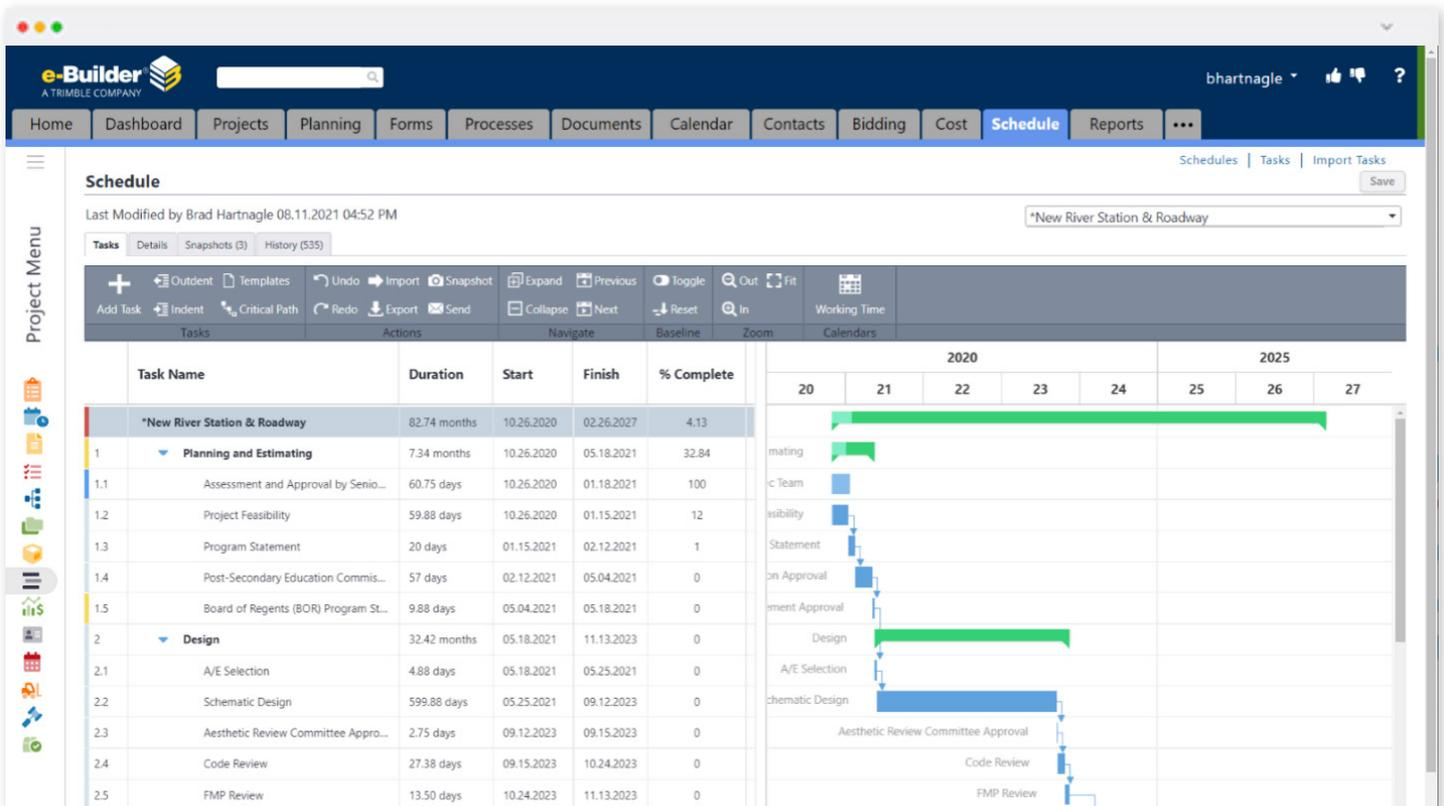 e-Builder
A TRIMBLE COMPANY
bhartnagle
?
Home Dashboard Projects Planning Forms Processes Documents Calendar Contacts Bidding Cost Schedule Reports •••
Schedules | Tasks | Import Tasks
Schedule
Save
Last Modified by Brad Hartnagle 08.11.2021 04:52 PM
*New River Station & Roadway
Project Menu
Tasks Details Snapshots (3) History (535)
Outdent Templates Undo Import Snapshot Expand Previous Toggle Out Fit
Add Task Indent Critical Path Redo Export Send Collapse Next Reset In Working Time
Tasks Actions Navigate Baseline Zoom Calendars
2020 2025
Task Name Duration Start Finish % Complete
20 21 22 23 24 25 26 27
*New River Station & Roadway 82.74 months 10.26.2020 02.26.2027 4.13
1 Planning and Estimating 7.34 months 10.26.2020 05.18.2021 32.84 mating
1.1 Assessment and Approval by Senio... 60.75 days 10.26.2020 01.18.2021 100 c Team
1.2 Project Feasibility 59.88 days 10.26.2020 01.15.2021 12 asibility
1.3 Program Statement 20 days 01.15.2021 02.12.2021 1 Statement
1.4 Post-Secondary Education Commis... 57 days 02.12.2021 05.04.2021 0 on Approval
1.5 Board of Regents (BOR) Program St... 9.88 days 05.04.2021 05.18.2021 0 ement Approval
2 Design 32.42 months 05.18.2021 11.13.2023 0 Design
2.1 A/E Selection 4.88 days 05.18.2021 05.25.2021 0 A/E Selection
2.2 Schematic Design 599.88 days 05.25.2021 09.12.2023 0 chematic Design
2.3 Aesthetic Review Committee Appro... 2.75 days 09.12.2023 09.15.2023 0 Aesthetic Review Committee Approval
2.4 Code Review 27.38 days 09.15.2023 10.24.2023 0 Code Review
2.5 FMP Review 13.50 days 10.24.2023 11.13.2023 0 FMP Review